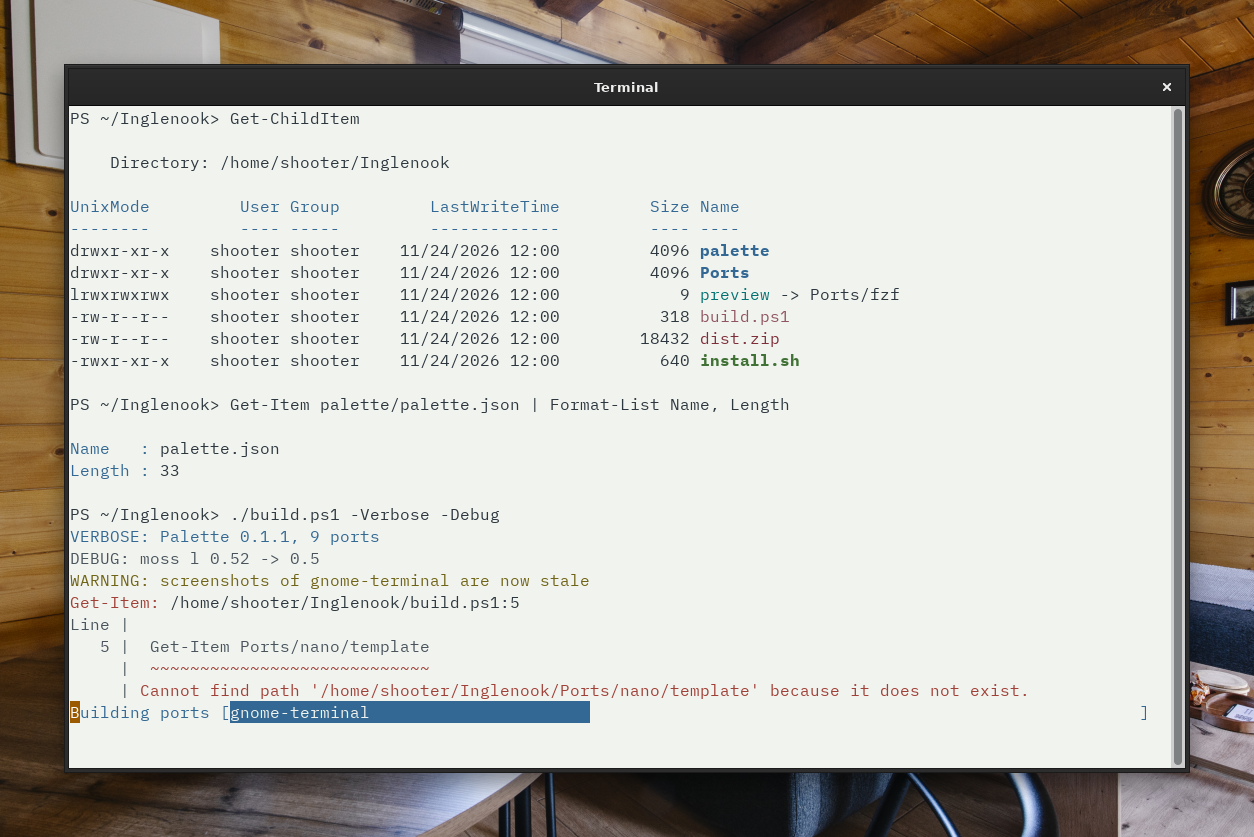 Terminal
PS ~/Inglenook> Get-ChildItem
    Directory: /home/shooter/Inglenook
UnixMode         User Group         LastWriteTime         Size Name
--------         ---- -----         -------------         ---- ----
drwxr-xr-x    shooter shooter    11/24/2026 12:00         4096 palette
drwxr-xr-x    shooter shooter    11/24/2026 12:00         4096 Ports
lrwxrwxrwx    shooter shooter    11/24/2026 12:00            9 preview -> Ports/fzf
-rw-r--r--    shooter shooter    11/24/2026 12:00          318 build.ps1
-rw-r--r--    shooter shooter    11/24/2026 12:00        18432 dist.zip
-rwxr-xr-x    shooter shooter    11/24/2026 12:00          640 install.sh
PS ~/Inglenook> Get-Item palette/palette.json | Format-List Name, Length
Name   : palette.json
Length : 33
PS ~/Inglenook> ./build.ps1 -Verbose -Debug
VERBOSE: Palette 0.1.1, 9 ports
DEBUG: moss l 0.52 -> 0.5
WARNING: screenshots of gnome-terminal are now stale
Get-Item: /home/shooter/Inglenook/build.ps1:5
Line |
   5 |  Get-Item Ports/nano/template
     |  ~~~~~~~~~~~~~~~~~~~~~~~~~~~~
     | Cannot find path '/home/shooter/Inglenook/Ports/nano/template' because it does not exist.
Building ports [gnome-terminal                                                                             ]